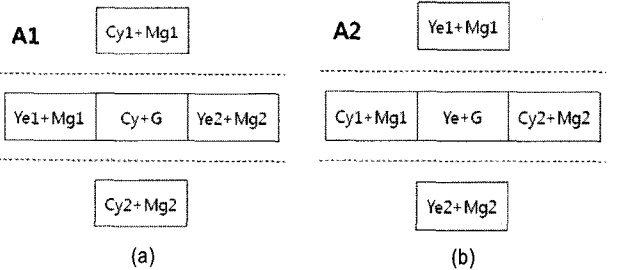 A1
Cy1+Mg1
Ye1+Mg1 Cy+G Ye2+Mg2
Cy2+Mg2
(a)
A2
Ye1+Mg1
Cy1+Mg1 Ye+G Cy2+Mg2
Ye2+Mg2
(b)